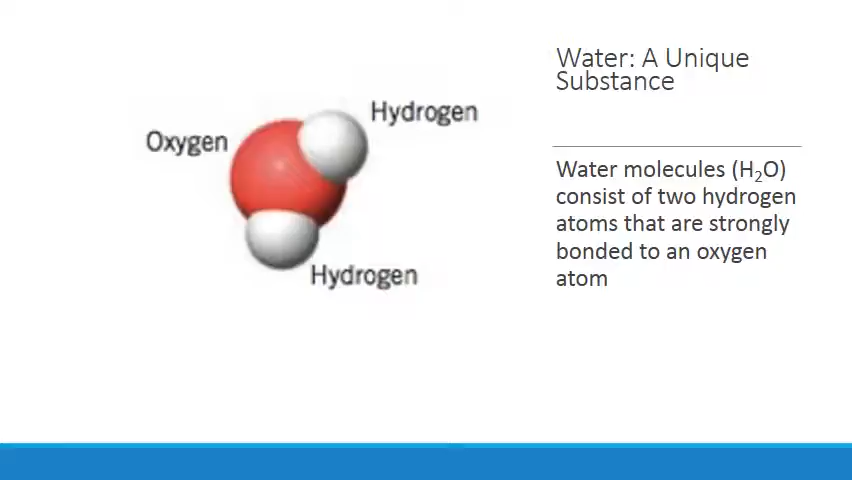 Water: A Unique
Substance
Hydrogen
Oxygen
Hydrogen
Water molecules (H₂O)
consist of two hydrogen
atoms that are strongly
bonded to an oxygen
atom